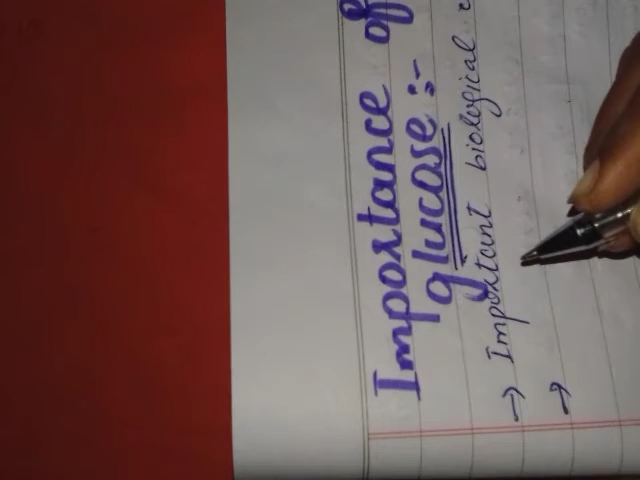 Importance of
glucose :-
→ Important biological
→